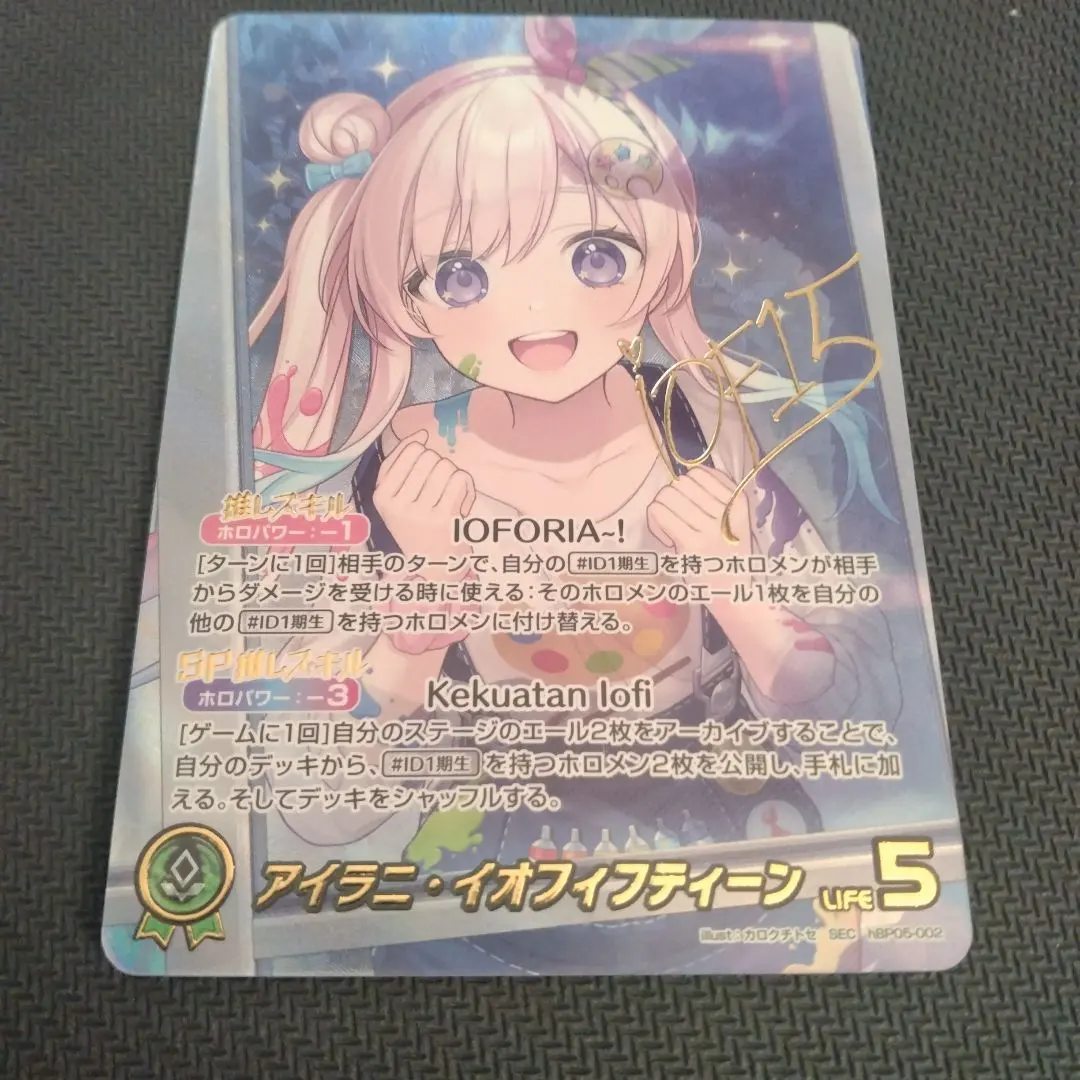 iOFI15
推しスキル
ホロパワー：－1
IOFORIA~!
[ターンに1回]相手のターンで、自分の#ID1期生を持つホロメンが相手
からダメージを受ける時に使える：そのホロメンのエール1枚を自分の
他の#ID1期生を持つホロメンに付け替える。
SP推しスキル
ホロパワー：－3
Kekuatan Iofi
[ゲームに1回]自分のステージのエール2枚をアーカイブすることで、
自分のデッキから、#ID1期生を持つホロメン2枚を公開し、手札に加
える。そしてデッキをシャッフルする。
アイラニ・イオフィフティーン LIFE 5
illust：カロクチトセ SEC hBP05-002